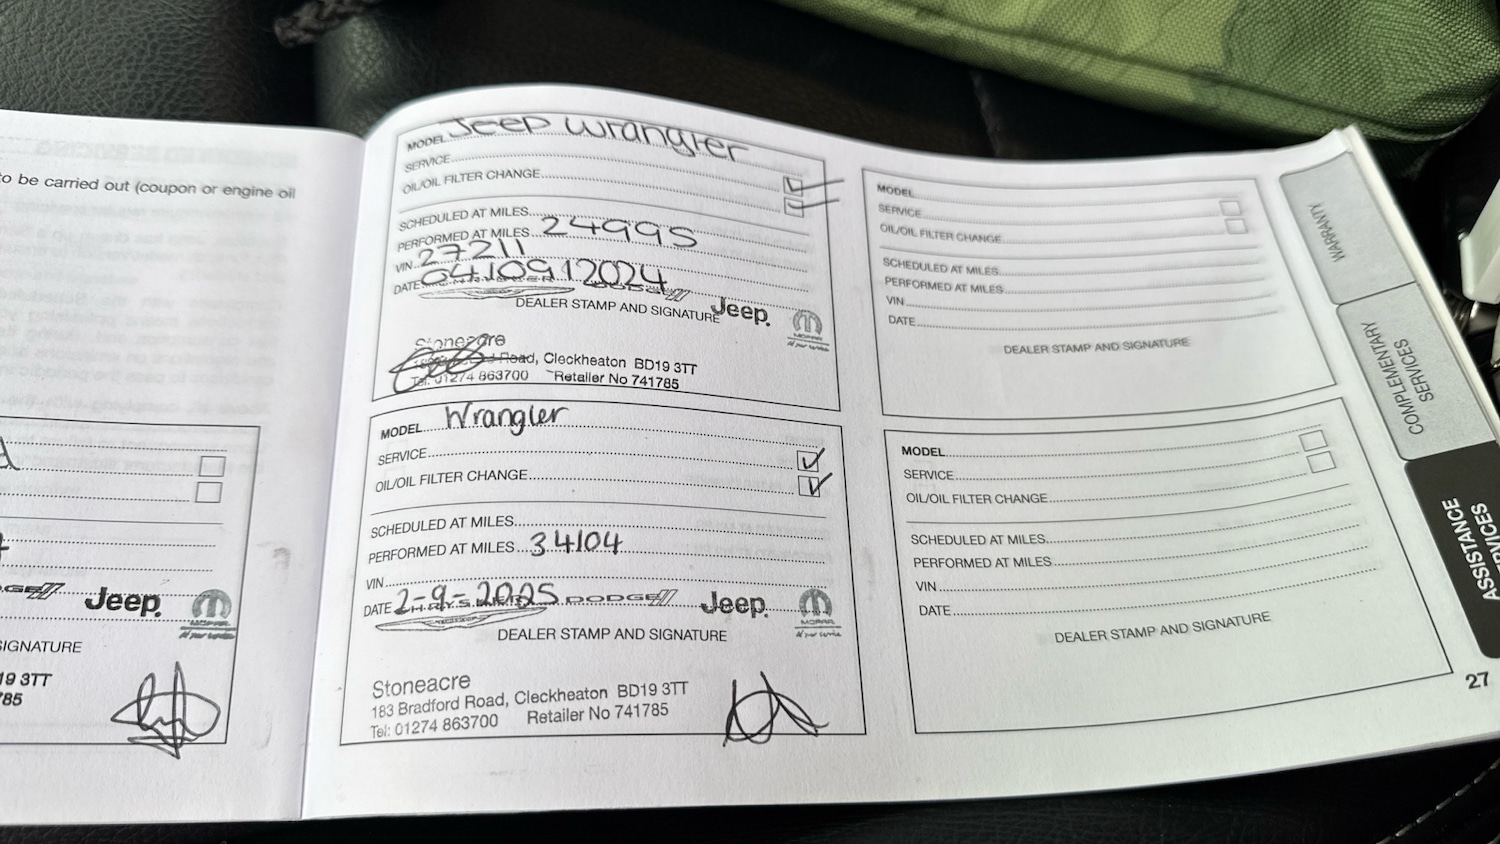 to be carried out (coupon or engine oil
Jeep
MOPAR
SIGNATURE
19 3TT
785
MODEL Jeep Wrangler
SERVICE
OIL/OIL FILTER CHANGE
SCHEDULED AT MILES
PERFORMED AT MILES 24995
VIN 27211
DATE 04/09/2024
DEALER STAMP AND SIGNATURE
Jeep
MOPAR
Stoneacre
Road, Cleckheaton BD19 3TT
Tel: 01274 863700 Retailer No 741785
MODEL Wrangler
SERVICE
OIL/OIL FILTER CHANGE
SCHEDULED AT MILES
PERFORMED AT MILES 34104
VIN
DATE 2-9-2025
DODGE
Jeep
MOPAR
DEALER STAMP AND SIGNATURE
Stoneacre
183 Bradford Road, Cleckheaton BD19 3TT
Tel: 01274 863700 Retailer No 741785
MODEL
SERVICE
OIL/OIL FILTER CHANGE
SCHEDULED AT MILES
PERFORMED AT MILES
VIN
DATE
DEALER STAMP AND SIGNATURE
MODEL
SERVICE
OIL/OIL FILTER CHANGE
SCHEDULED AT MILES
PERFORMED AT MILES
VIN
DATE
DEALER STAMP AND SIGNATURE
WARRANTY
COMPLEMENTARY
SERVICES
ASSISTANCE
SERVICES
27